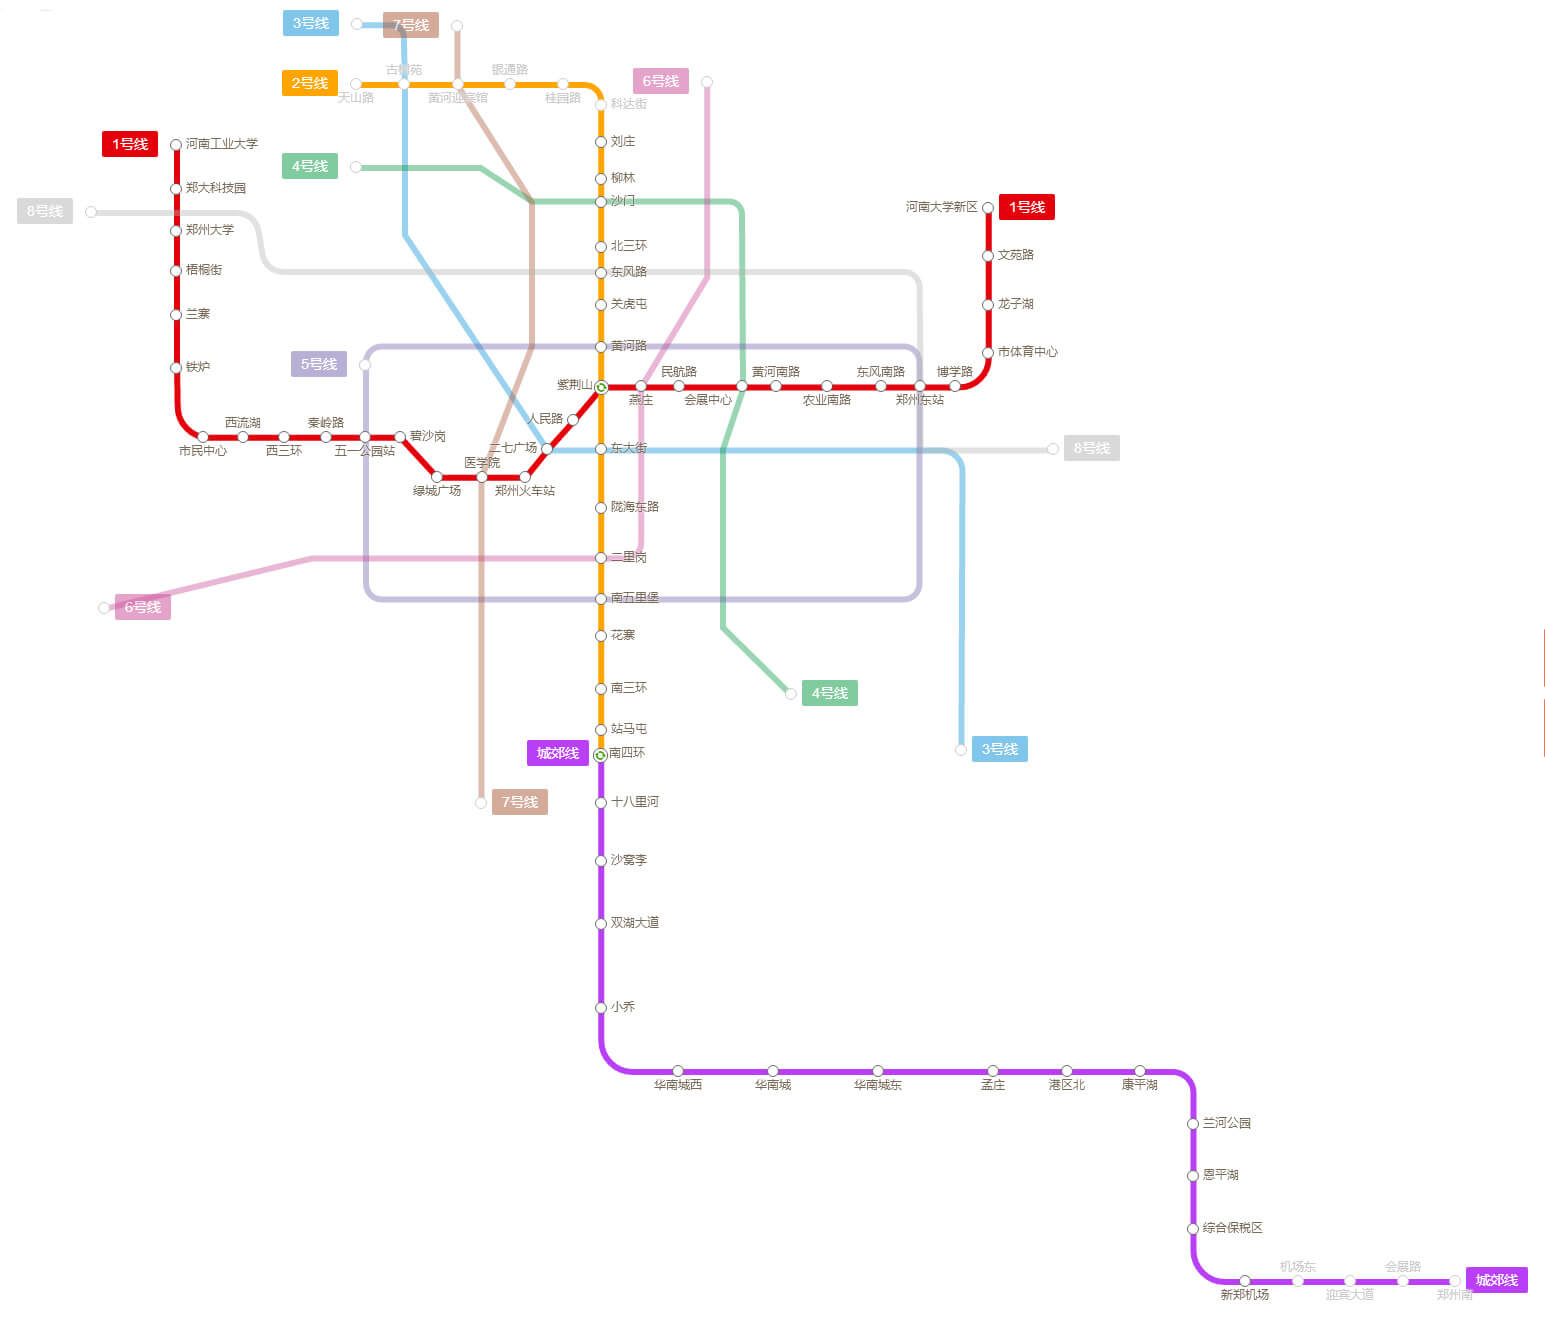 3号线
7号线
古树苑
银通路
2号线
6号线
天山路
黄河迎宾馆
桂园路
科达街
1号线
河南工业大学
刘庄
4号线
柳林
郑大科技园
沙门
河南大学新区
1号线
8号线
郑州大学
北三环
文苑路
梧桐街
东风路
兰寨
关虎屯
龙子湖
黄河路
市体育中心
5号线
铁炉
民航路
黄河南路
东风南路
博学路
紫荆山
燕庄
会展中心
农业南路
郑州东站
西流湖
秦岭路
人民路
碧沙岗
市民中心
西三环
五一公园站
二七广场
东大街
8号线
医学院
绿城广场
郑州火车站
陇海东路
二里岗
南五里堡
6号线
花寨
南三环
4号线
站马屯
城郊线
南四环
3号线
7号线
十八里河
沙窝李
双湖大道
小乔
华南城西
华南城
华南城东
孟庄
港区北
康平湖
兰河公园
恩平湖
综合保税区
机场东
会展路
城郊线
新郑机场
迎宾大道
郑州南